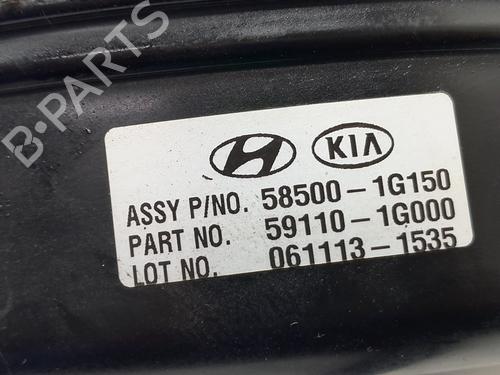 B-PARTS
KIA
ASSY P/NO. 58500-1G150
PART NO. 59110-1G000
LOT NO. 061113-1535